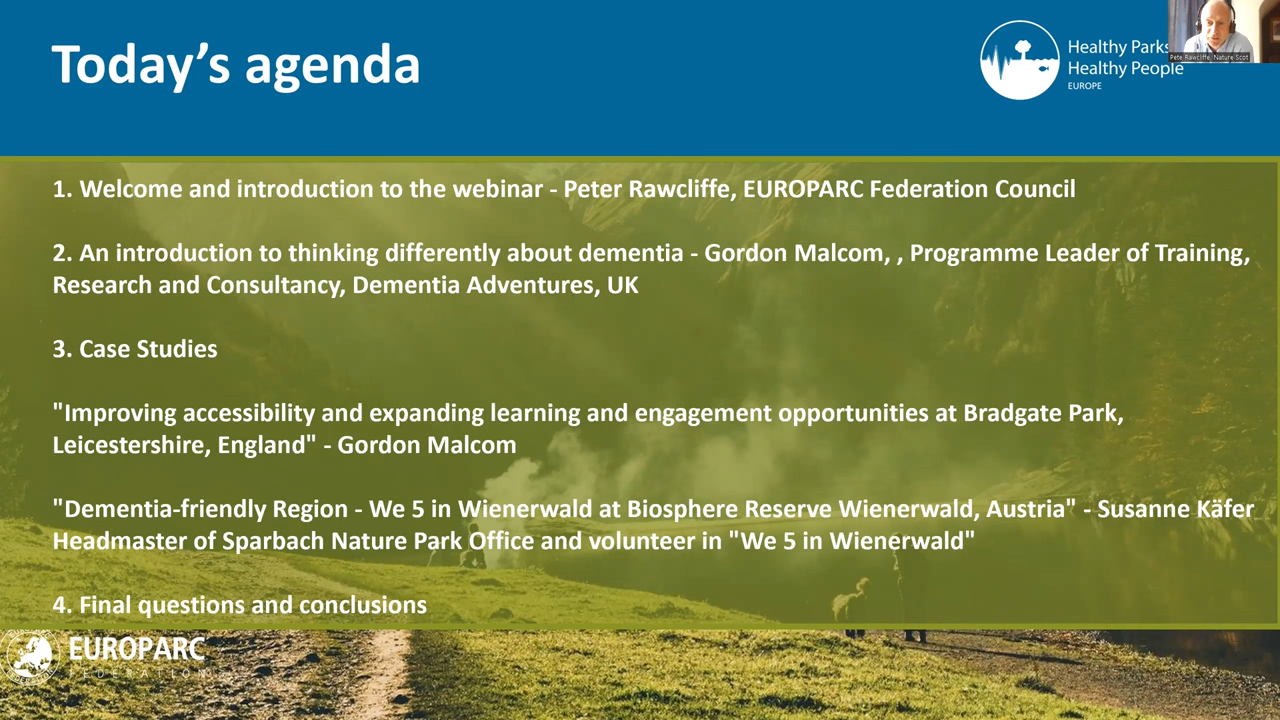 Today's agenda
Healthy Parks
Healthy People
EUROPE
Pete Rawcliffe, Nature Scot
1. Welcome and introduction to the webinar - Peter Rawcliffe, EUROPARC Federation Council
2. An introduction to thinking differently about dementia - Gordon Malcom, , Programme Leader of Training,
Research and Consultancy, Dementia Adventures, UK
3. Case Studies
"Improving accessibility and expanding learning and engagement opportunities at Bradgate Park,
Leicestershire, England" - Gordon Malcom
"Dementia-friendly Region - We 5 in Wienerwald at Biosphere Reserve Wienerwald, Austria" - Susanne Käfer
Headmaster of Sparbach Nature Park Office and volunteer in "We 5 in Wienerwald"
4. Final questions and conclusions
EUROPARC
FEDERATION